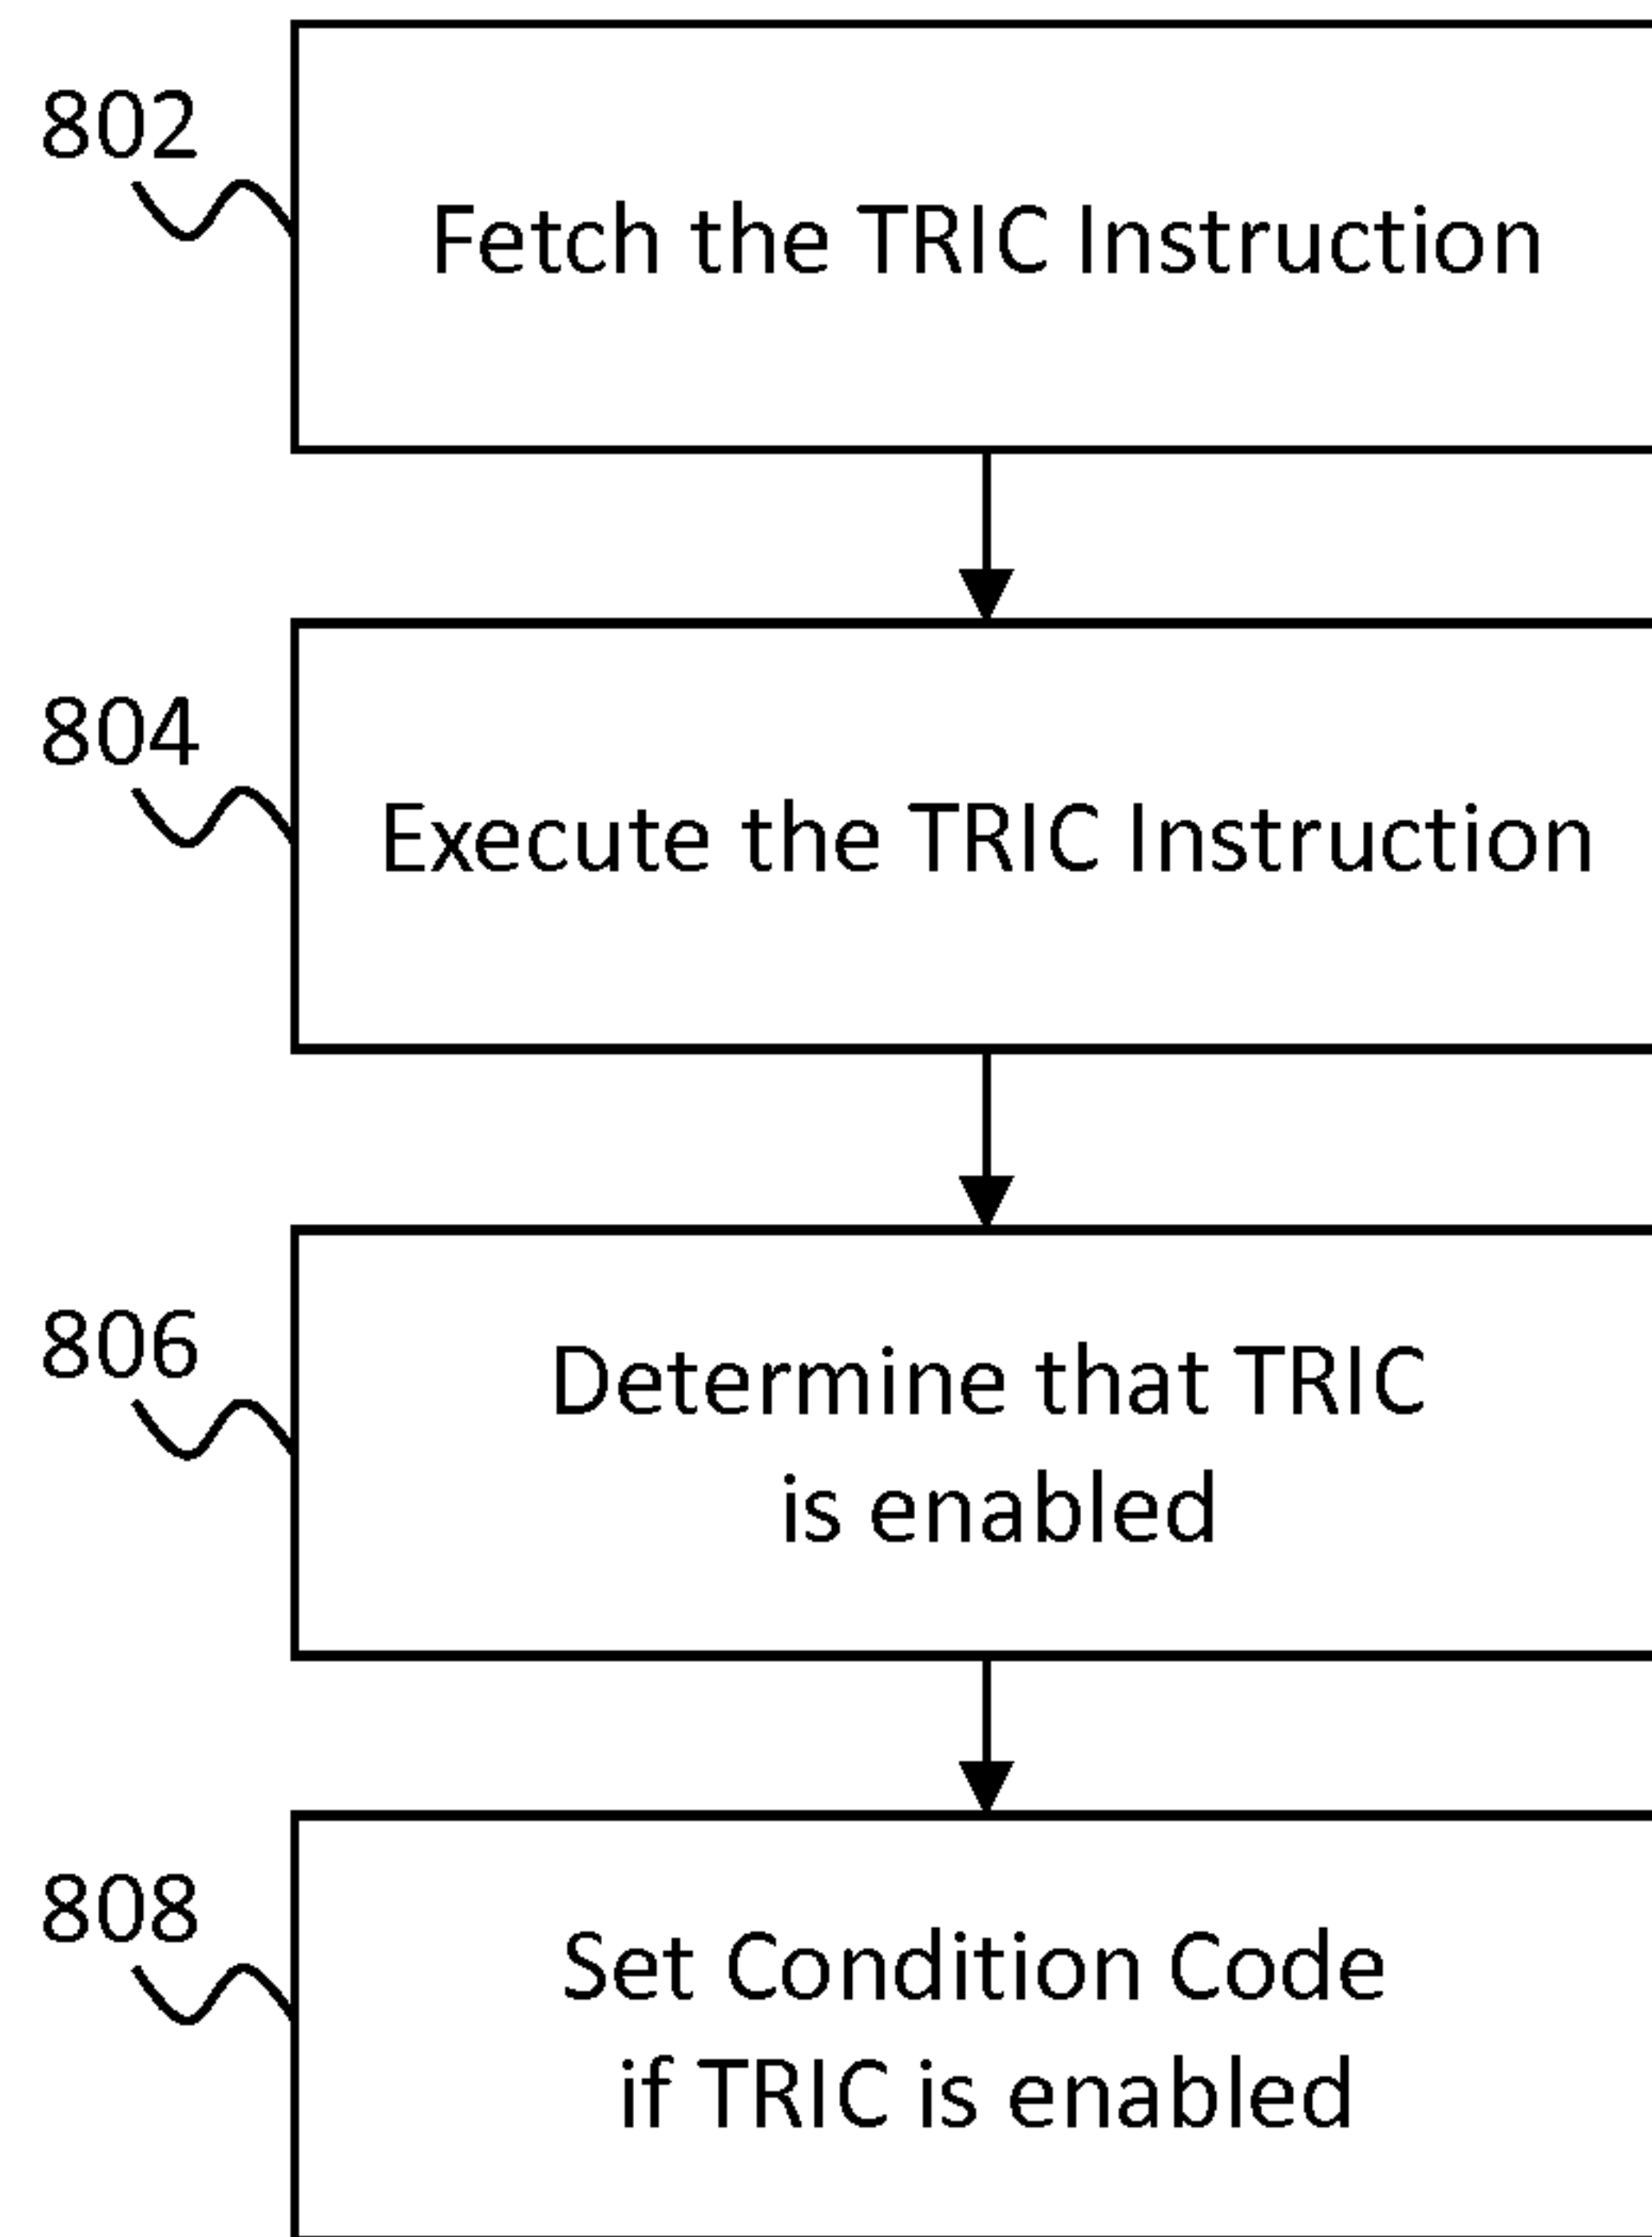 802
Fetch the TRIC Instruction
804
Execute the TRIC Instruction
806
Determine that TRIC
is enabled
808
Set Condition Code
if TRIC is enabled